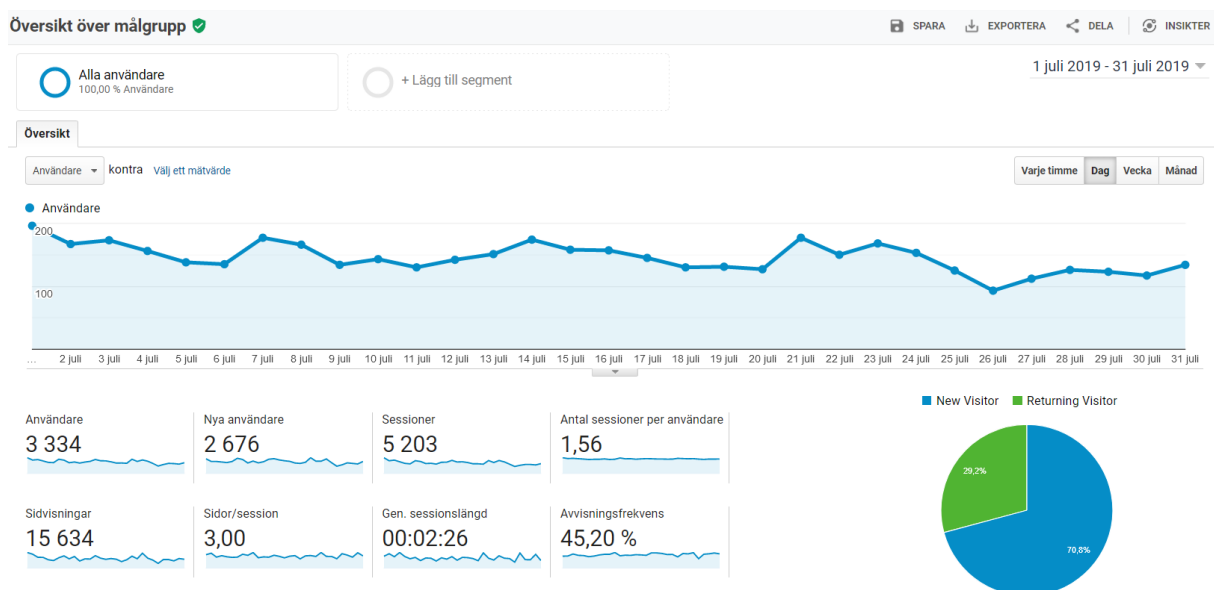 Översikt över målgrupp
SPARA EXPORTERA DELA INSIKTER
Alla användare
100,00 % Användare
+ Lägg till segment
1 juli 2019 - 31 juli 2019
Översikt
Användare kontra Välj ett mätvärde
Varje timme Dag Vecka Månad
Användare
200
100
... 2 juli 3 juli 4 juli 5 juli 6 juli 7 juli 8 juli 9 juli 10 juli 11 juli 12 juli 13 juli 14 juli 15 juli 16 juli 17 juli 18 juli 19 juli 20 juli 21 juli 22 juli 23 juli 24 juli 25 juli 26 juli 27 juli 28 juli 29 juli 30 juli 31 juli
New Visitor Returning Visitor
Användare Nya användare Sessioner Antal sessioner per användare
3 334 2 676 5 203 1,56
29,2%
Sidvisningar Sidor/session Gen. sessionslängd Avvisningsfrekvens
15 634 3,00 00:02:26 45,20 %
70,8%